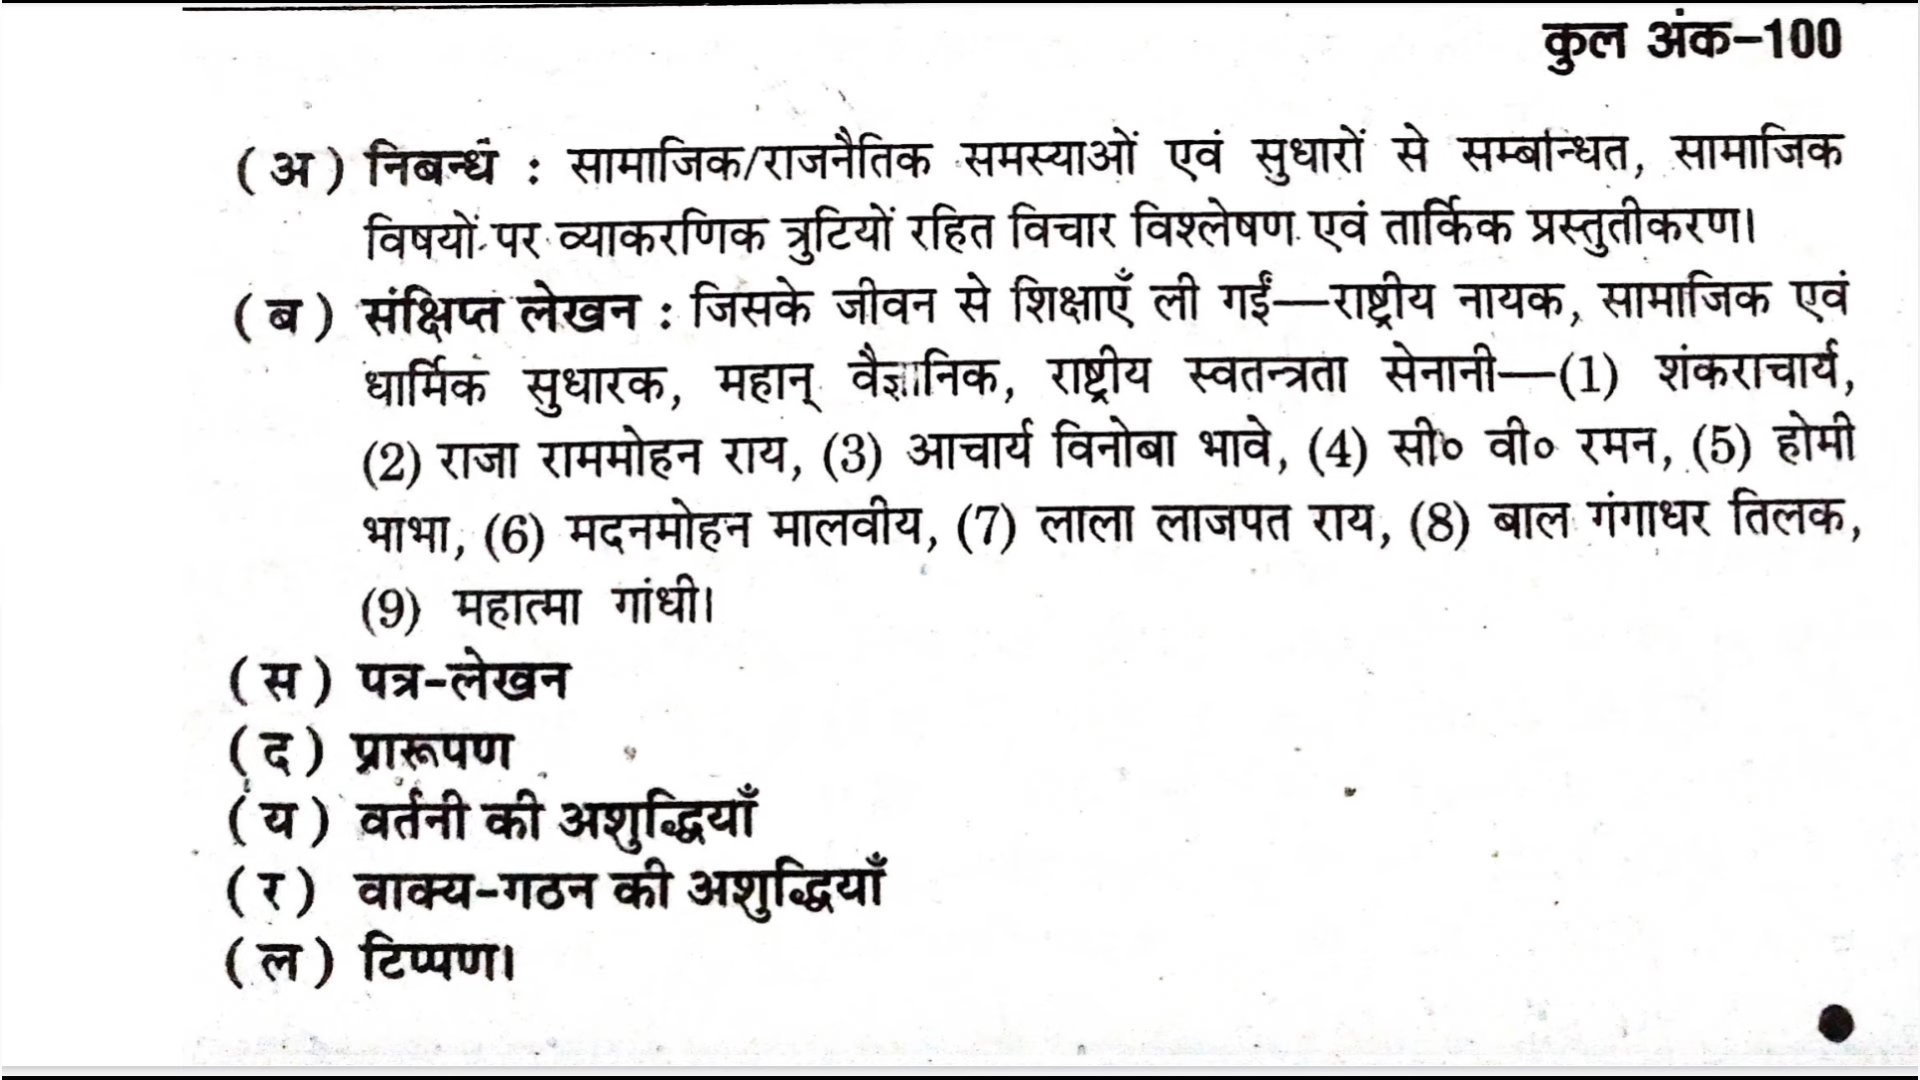 कुल अंक–100
( अ ) निबन्ध : सामाजिक/राजनैतिक समस्याओं एवं सुधारों से सम्बन्धित, सामाजिक
विषयों पर व्याकरणिक त्रुटियों रहित विचार विश्लेषण एवं तार्किक प्रस्तुतीकरण।
( ब ) संक्षिप्त लेखन : जिसके जीवन से शिक्षाएँ ली गईं—राष्ट्रीय नायक, सामाजिक एवं
धार्मिक सुधारक, महान् वैज्ञानिक, राष्ट्रीय स्वतन्त्रता सेनानी—(1) शंकराचार्य,
(2) राजा राममोहन राय, (3) आचार्य विनोबा भावे, (4) सी० वी० रमन, (5) होमी
भाभा, (6) मदनमोहन मालवीय, (7) लाला लाजपत राय, (8) बाल गंगाधर तिलक,
(9) महात्मा गांधी।
( स ) पत्र-लेखन
( द ) प्रारूपण
( य ) वर्तनी की अशुद्धियाँ
( र ) वाक्य-गठन की अशुद्धियाँ
( ल ) टिप्पण।